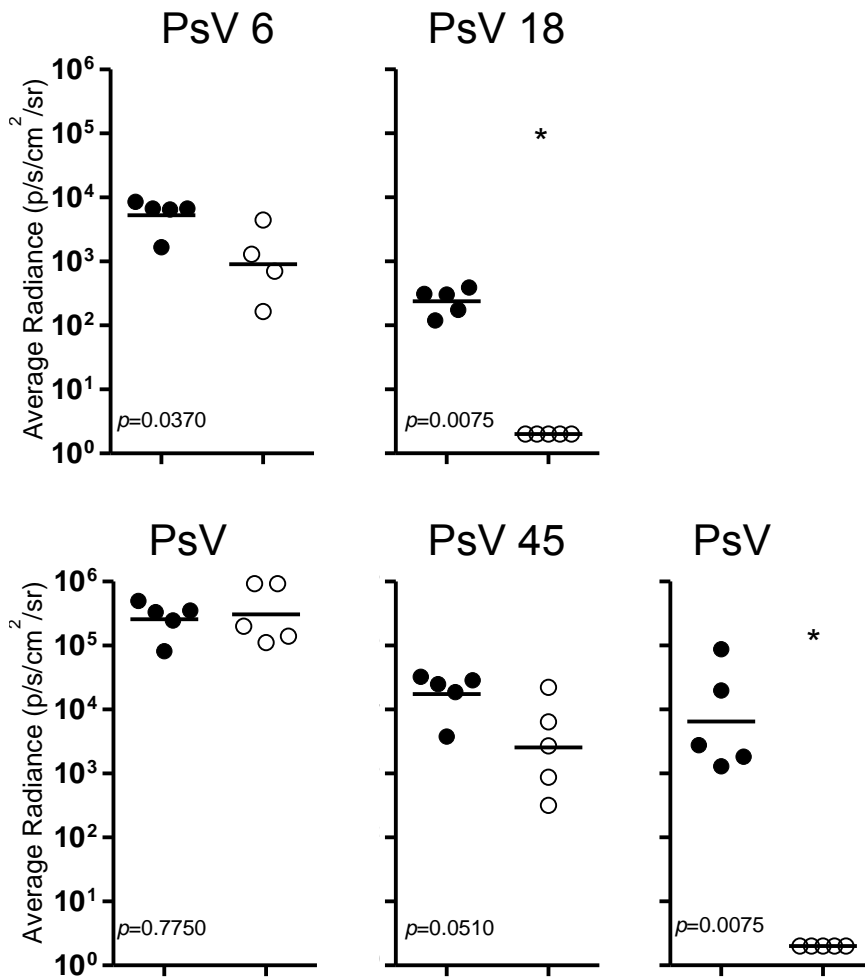 PsV 6
PsV 18
Average Radiance (p/s/cm²/sr)
10⁶
10⁵
10⁴
10³
10²
10¹
10⁰
*
p=0.0370
p=0.0075
PsV
PsV 45
PsV
Average Radiance (p/s/cm²/sr)
10⁶
10⁵
10⁴
10³
10²
10¹
10⁰
*
p=0.7750
p=0.0510
p=0.0075